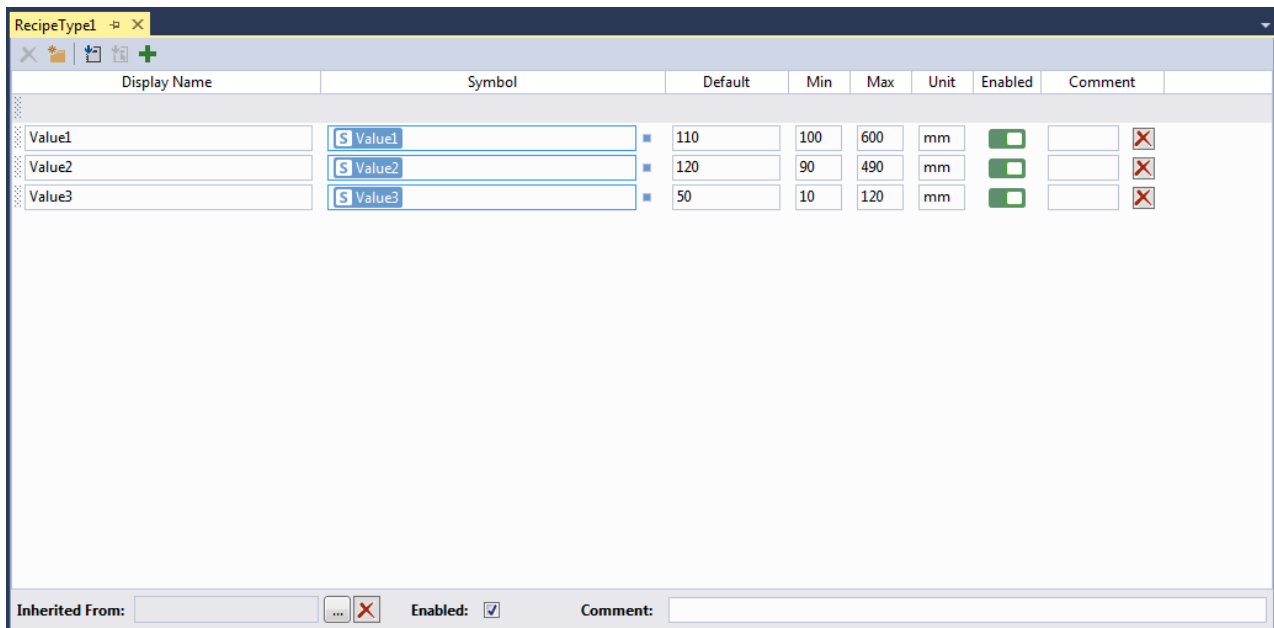 RecipeType1
Display Name Symbol Default Min Max Unit Enabled Comment
Value1 S Value1 110 100 600 mm
Value2 S Value2 120 90 490 mm
Value3 S Value3 50 10 120 mm
Inherited From: ... Enabled: Comment: